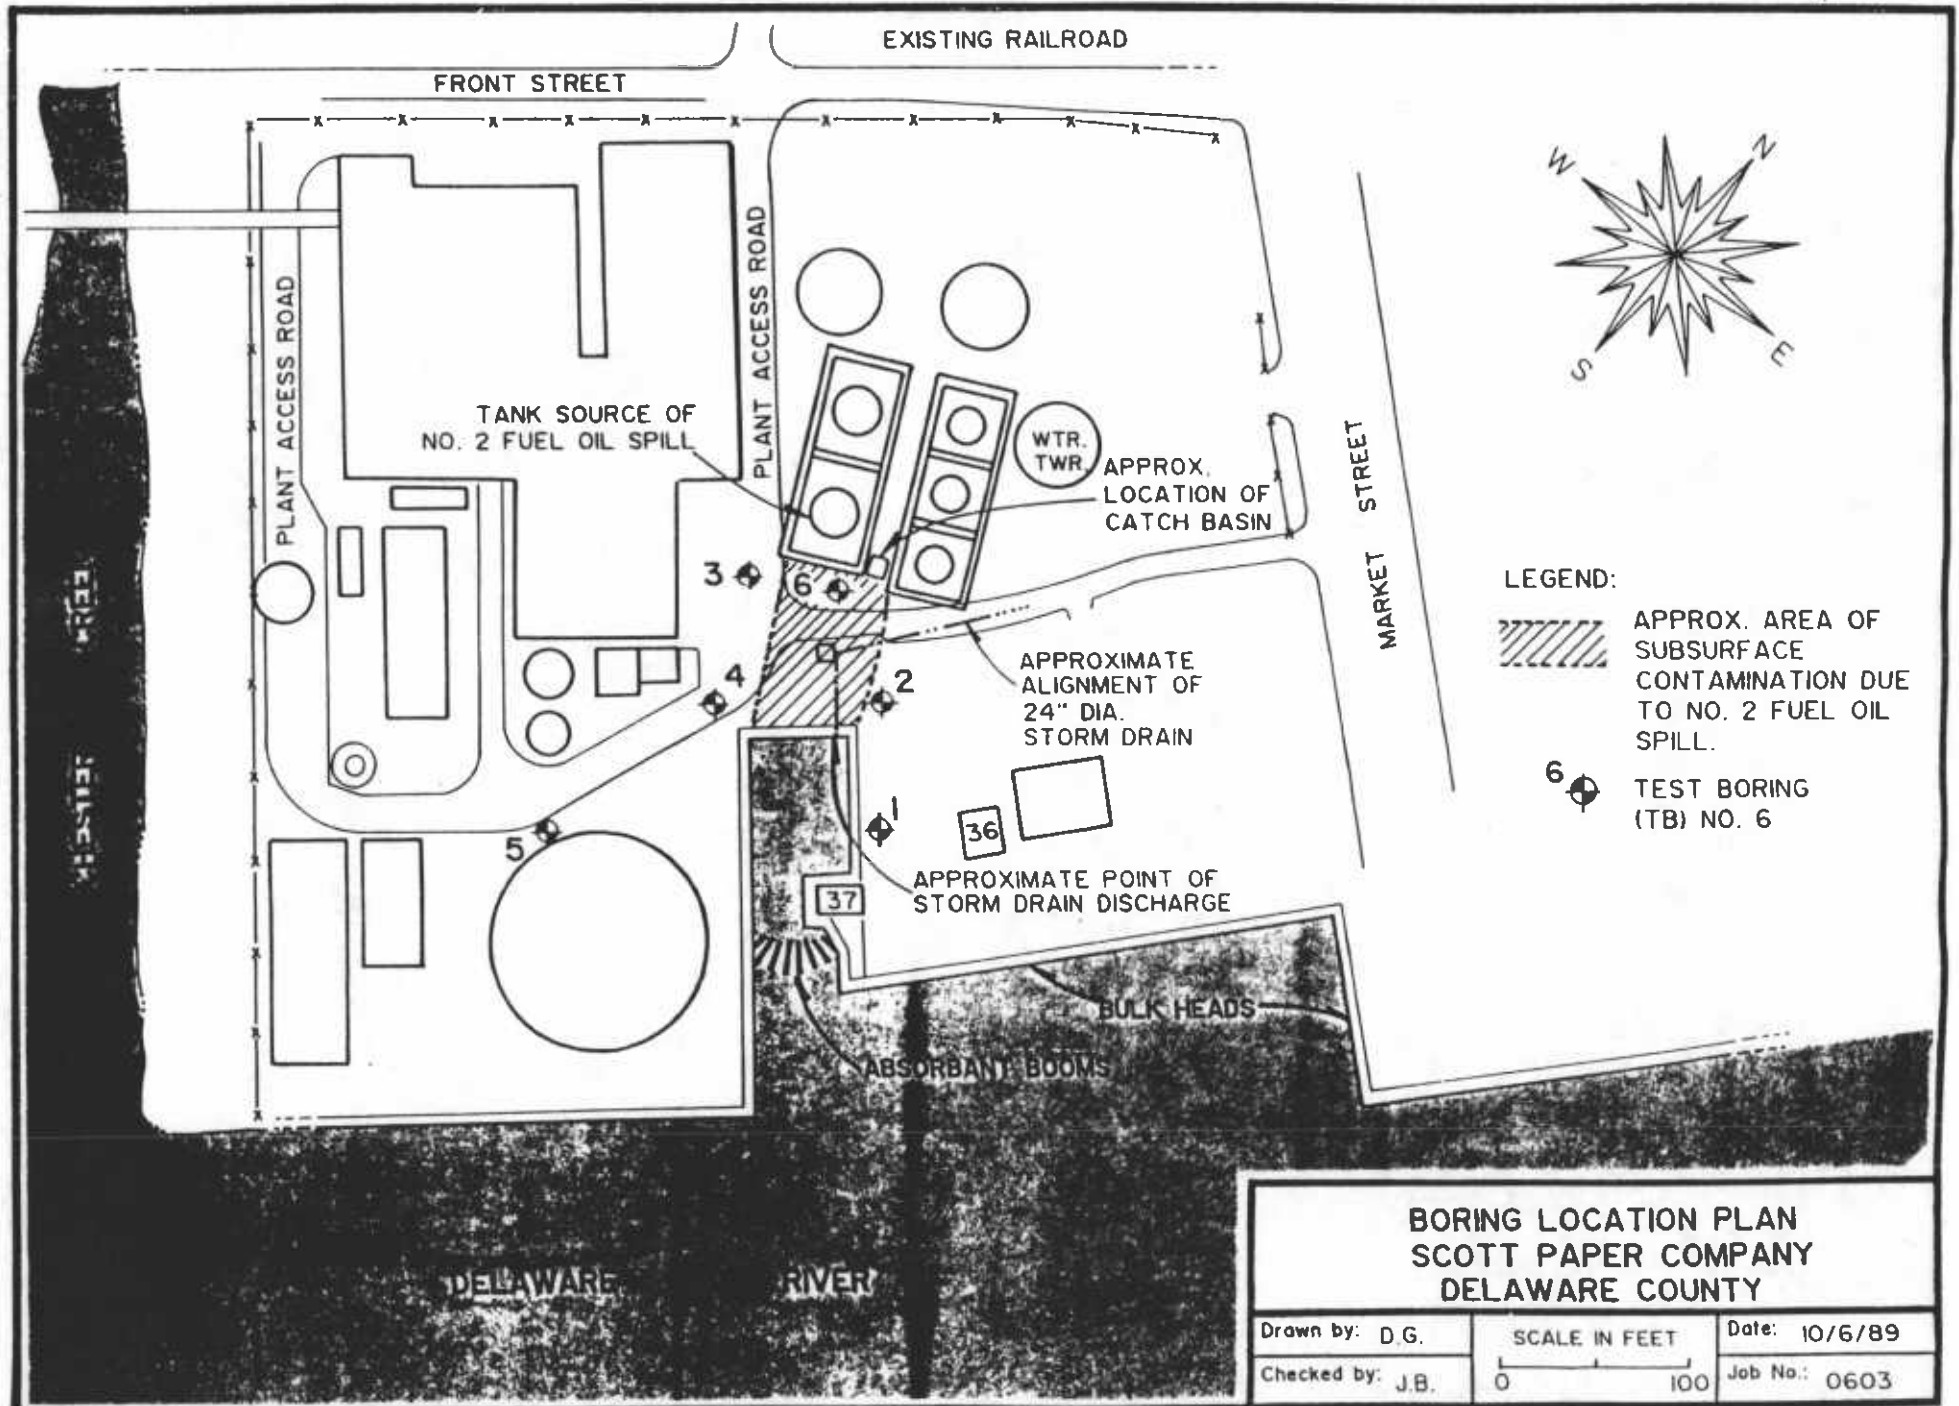 EXISTING RAILROAD
FRONT STREET
PLANT ACCESS ROAD
PLANT ACCESS ROAD
W
N
S
E
TANK SOURCE OF
NO. 2 FUEL OIL SPILL
WTR.
TWR.
APPROX.
LOCATION OF
CATCH BASIN
MARKET STREET
3
6
4
2
1
5
APPROXIMATE
ALIGNMENT OF
24" DIA.
STORM DRAIN
36
37
APPROXIMATE POINT OF
STORM DRAIN DISCHARGE
BULK HEADS
ABSORBANT BOOMS
CHESTER CREEK
DELAWARE RIVER
LEGEND:
APPROX. AREA OF
SUBSURFACE
CONTAMINATION DUE
TO NO. 2 FUEL OIL
SPILL.
6
TEST BORING
(TB) NO. 6
BORING LOCATION PLAN
SCOTT PAPER COMPANY
DELAWARE COUNTY
Drawn by: D.G.
Checked by: J.B.
SCALE IN FEET
0 100
Date: 10/6/89
Job No.: 0603